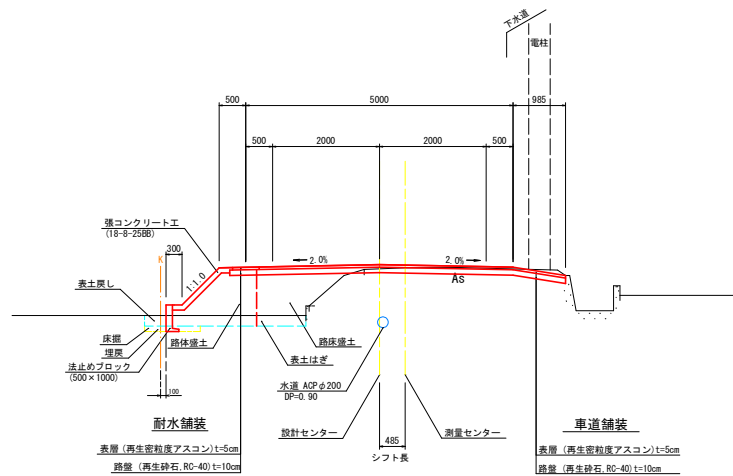 下水道
電柱
500
5000
985
500
2000
2000
500
張コンクリート工
(18-8-25BB)
300
K
2.0%
2.0%
1:1.0
As
表土戻し
床掘
埋戻
法止めブロック
(500×1000)
100
路体盛土
路床盛土
表土はぎ
水道 ACPφ200
DP=0.90
耐水舗装
車道舗装
設計センター
測量センター
485
シフト長
表層 (再生密粒度アスコン)t=5cm
路盤 (再生砕石,RC-40)t=10cm
表層 (再生密粒度アスコン)t=5cm
路盤 (再生砕石,RC-40)t=10cm